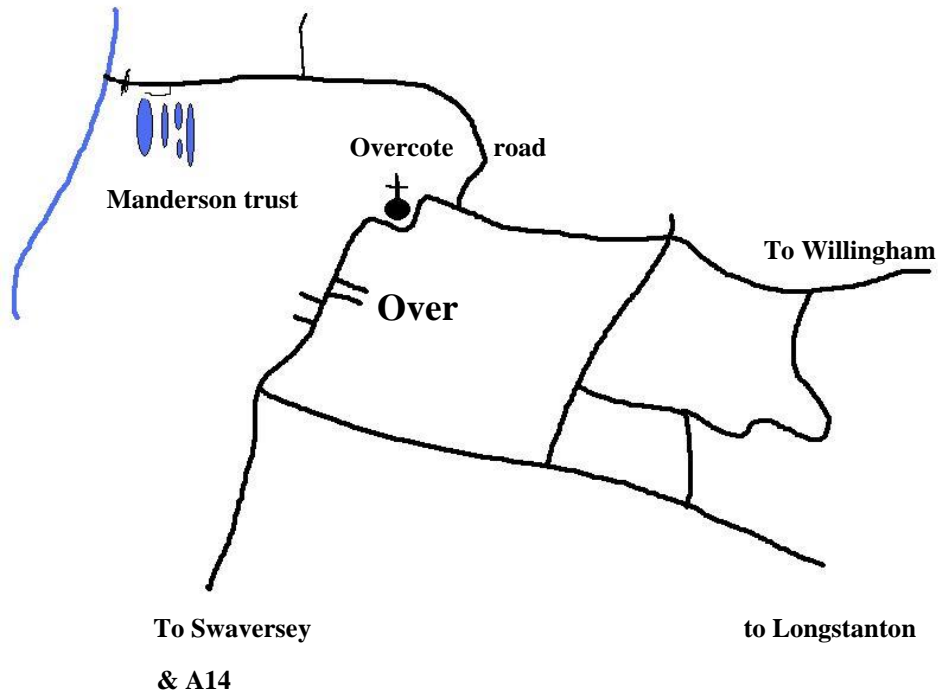 Overcote road
Manderson trust
To Willingham
Over
To Swaversey
& A14
to Longstanton